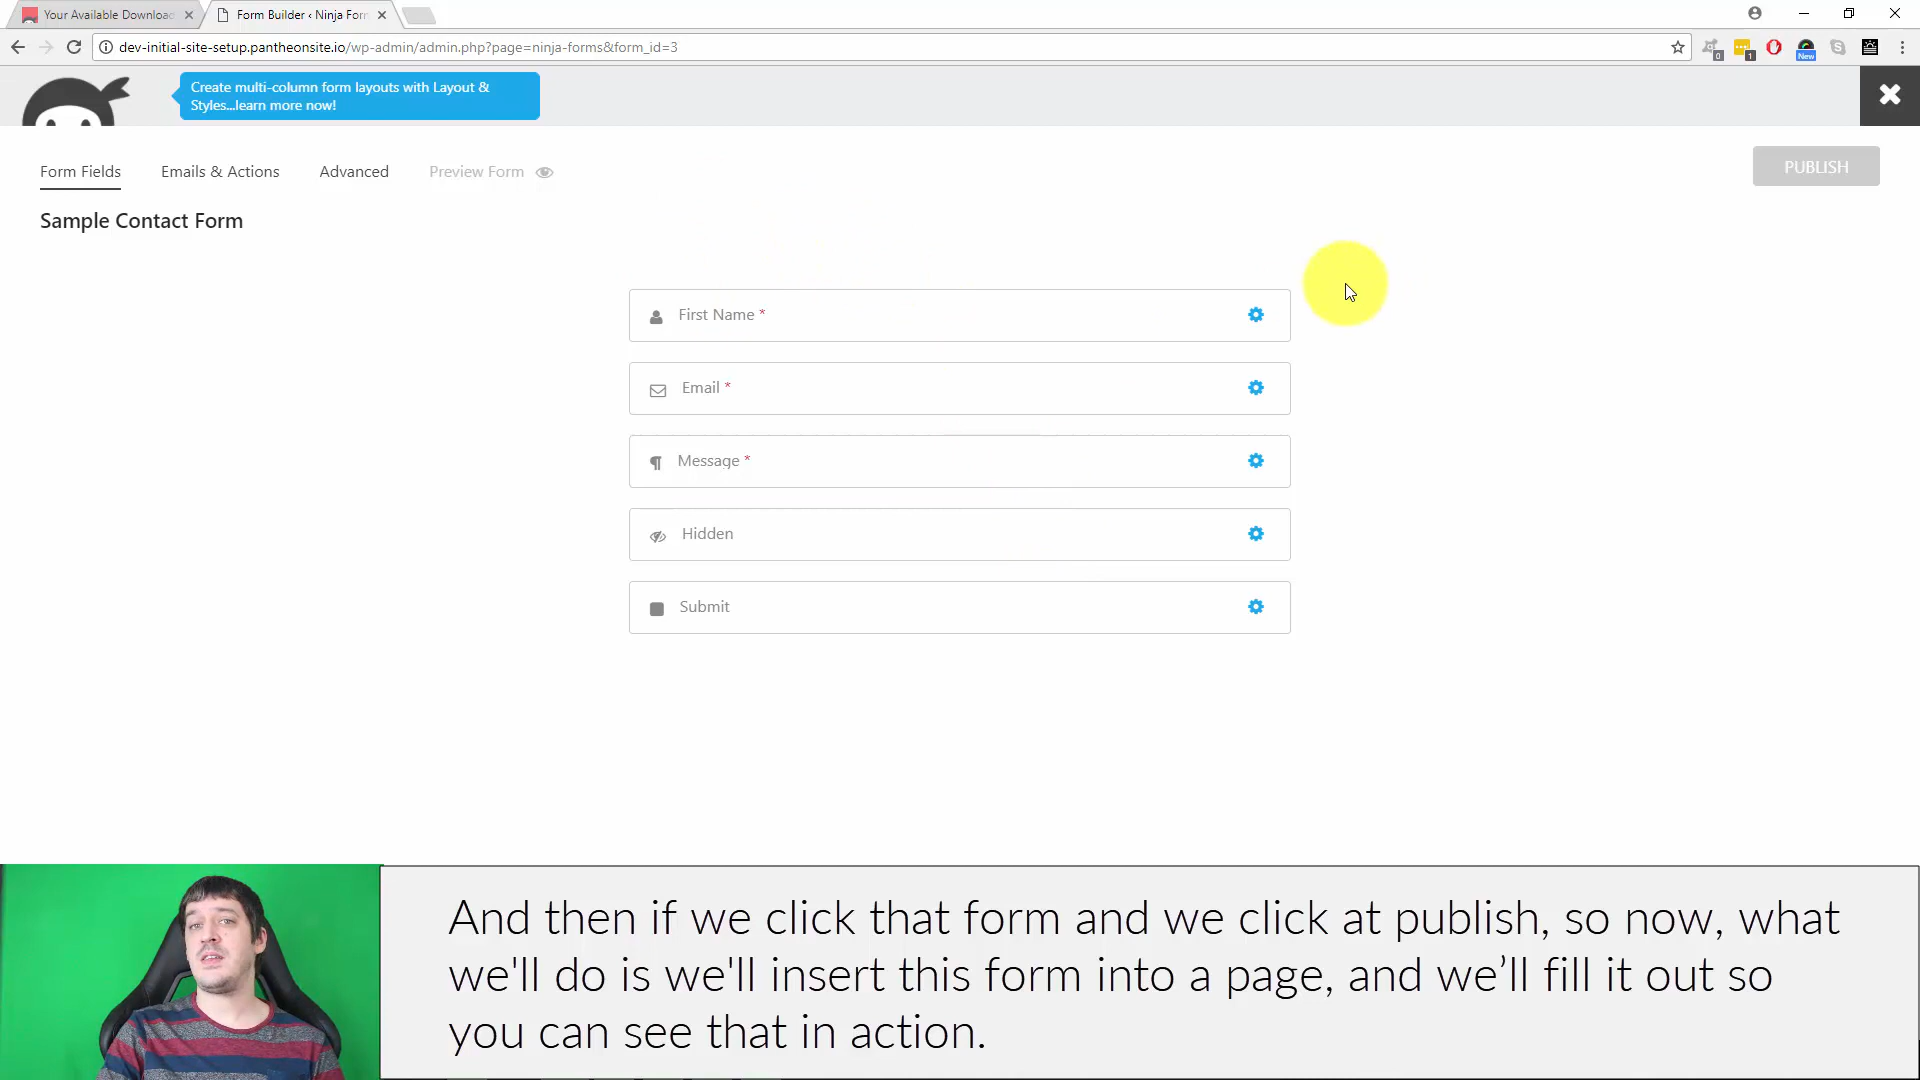 Your Available Download
Form Builder ‹ Ninja Form
dev-initial-site-setup.pantheonsite.io/wp-admin/admin.php?page=ninja-forms&form_id=3
0
1
New
Create multi-column form layouts with Layout &
Styles...learn more now!
Form Fields
Emails & Actions
Advanced
Preview Form
PUBLISH
Sample Contact Form
First Name *
Email *
Message *
Hidden
Submit
And then if we click that form and we click at publish, so now, what
we'll do is we'll insert this form into a page, and we’ll fill it out so
you can see that in action.